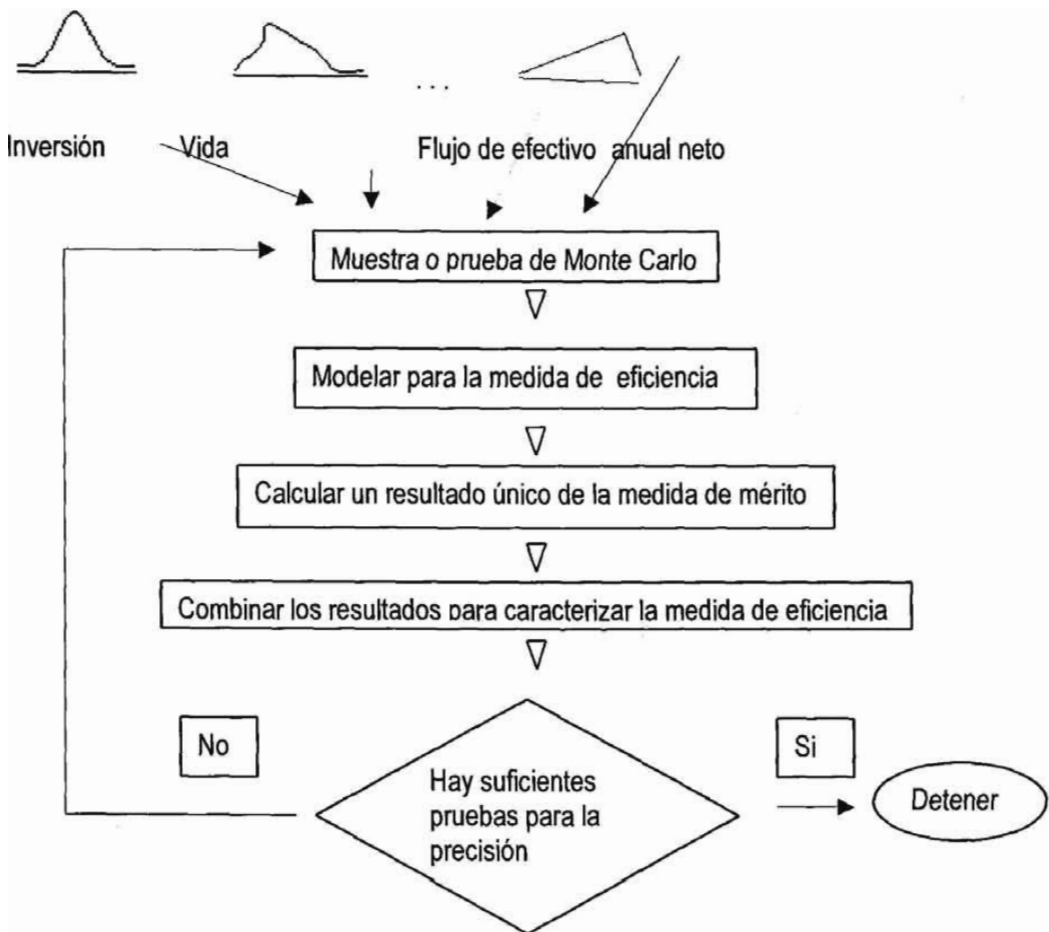 . . .
Inversión Vida Flujo de efectivo anual neto
Muestra o prueba de Monte Carlo
Modelar para la medida de eficiencia
Calcular un resultado único de la medida de mérito
Combinar los resultados para caracterizar la medida de eficiencia
No
Si
Hay suficientes
pruebas para la
precisión
Detener